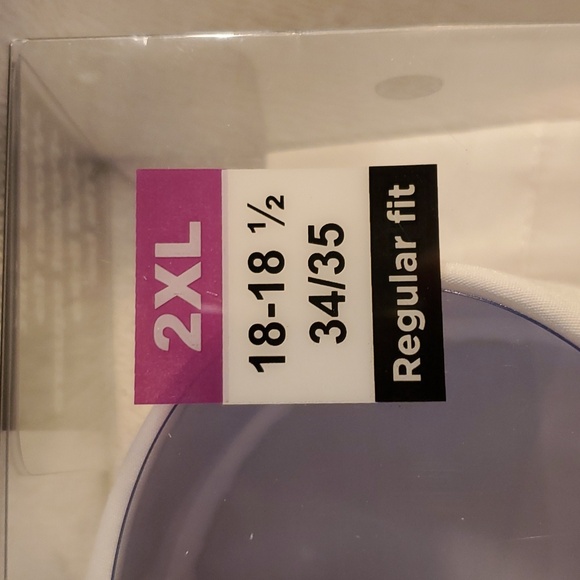 2XL
18-18 ½
34/35
Regular fit